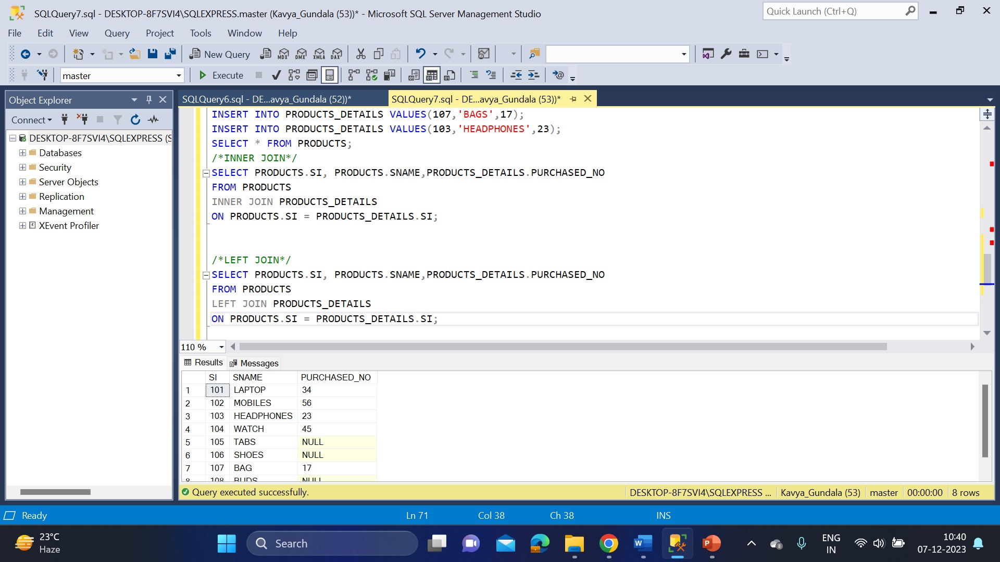 SQLQuery7.sql - DESKTOP-8F7SVI4\SQLEXPRESS.master (Kavya_Gundala (53))* - Microsoft SQL Server Management Studio
Quick Launch (Ctrl+Q)
File Edit View Query Project Tools Window Help
New Query MDX DMX XMLA DAX
master Execute
Object Explorer
Connect
DESKTOP-8F7SVI4\SQLEXPRESS (S
Databases
Security
Server Objects
Replication
Management
XEvent Profiler
SQLQuery6.sql - DE...avya_Gundala (52))*
SQLQuery7.sql - DE...avya_Gundala (53))*
INSERT INTO PRODUCTS_DETAILS VALUES(107,'BAGS',17);
INSERT INTO PRODUCTS_DETAILS VALUES(103,'HEADPHONES',23);
SELECT * FROM PRODUCTS;
/*INNER JOIN*/
SELECT PRODUCTS.SI, PRODUCTS.SNAME,PRODUCTS_DETAILS.PURCHASED_NO
FROM PRODUCTS
INNER JOIN PRODUCTS_DETAILS
ON PRODUCTS.SI = PRODUCTS_DETAILS.SI;
/*LEFT JOIN*/
SELECT PRODUCTS.SI, PRODUCTS.SNAME,PRODUCTS_DETAILS.PURCHASED_NO
FROM PRODUCTS
LEFT JOIN PRODUCTS_DETAILS
ON PRODUCTS.SI = PRODUCTS_DETAILS.SI;
110 %
Results Messages
SI SNAME PURCHASED_NO
1 101 LAPTOP 34
2 102 MOBILES 56
3 103 HEADPHONES 23
4 104 WATCH 45
5 105 TABS NULL
6 106 SHOES NULL
7 107 BAG 17
8 108 BUDS NULL
Query executed successfully.
DESKTOP-8F7SVI4\SQLEXPRESS ... Kavya_Gundala (53) master 00:00:00 8 rows
Ready Ln 71 Col 38 Ch 38 INS
23°C
Haze
Search
ENG
IN
10:40
07-12-2023